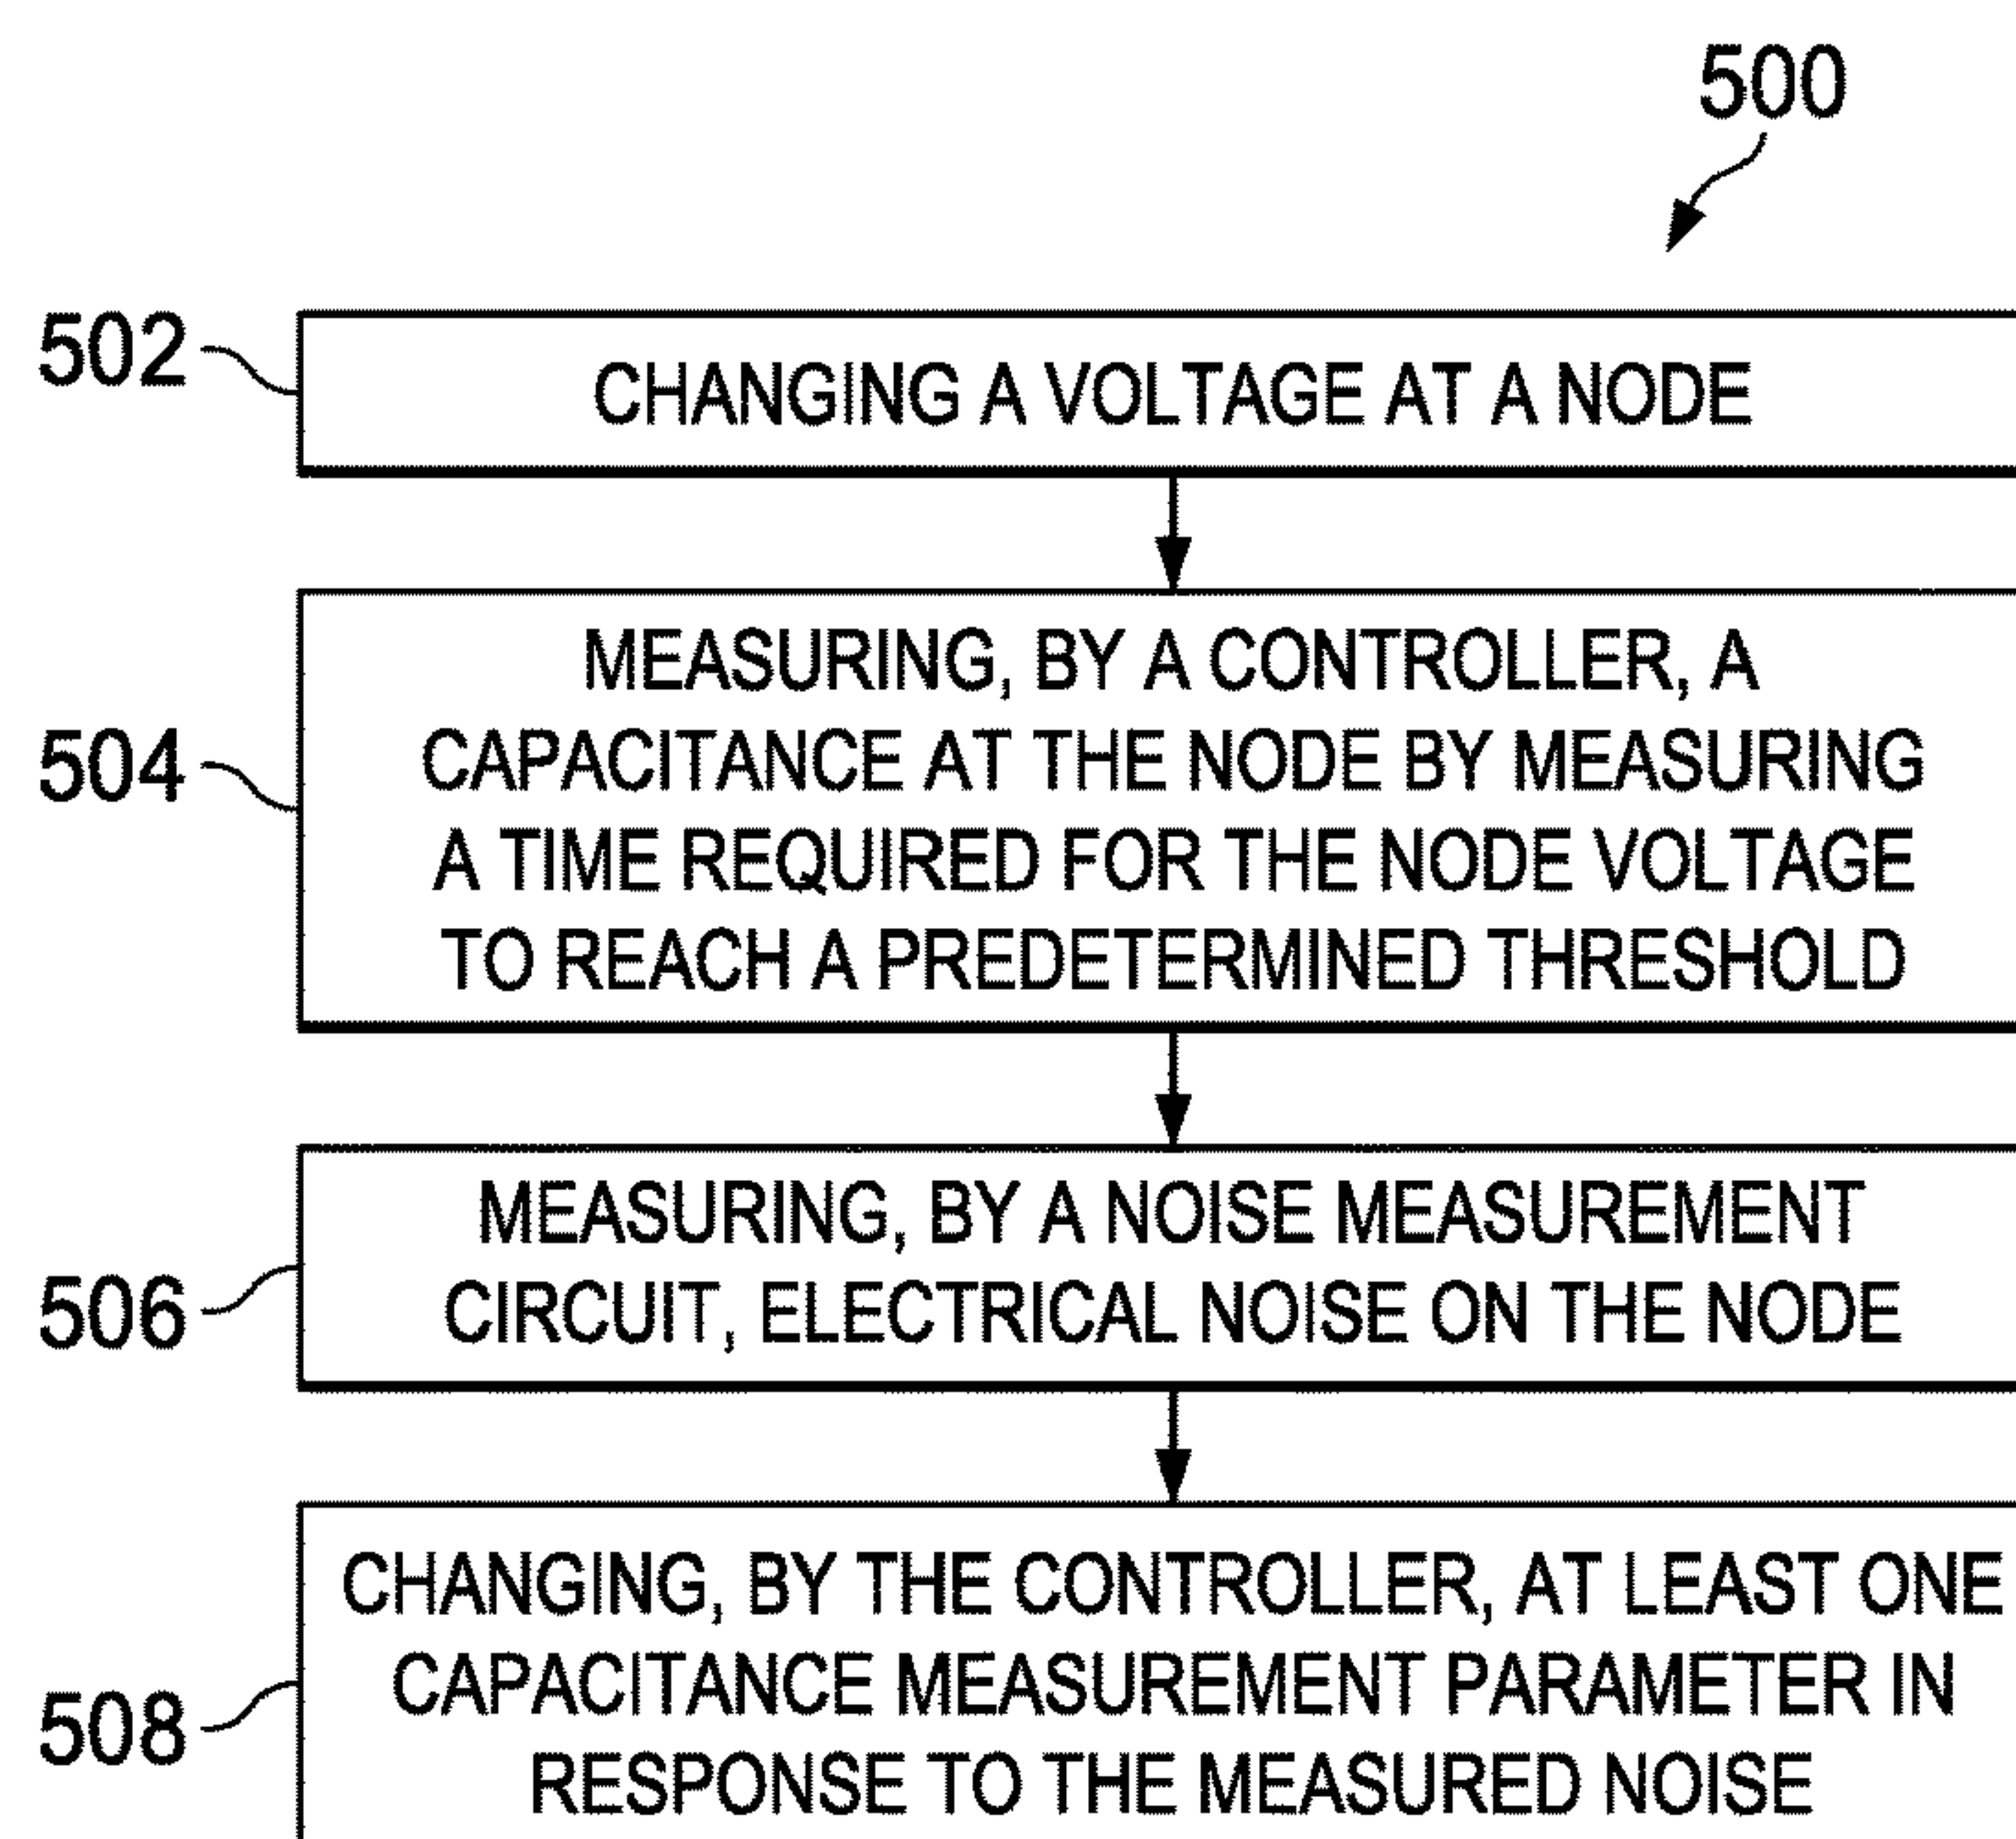 500
502
CHANGING A VOLTAGE AT A NODE
504
MEASURING, BY A CONTROLLER, A
CAPACITANCE AT THE NODE BY MEASURING
A TIME REQUIRED FOR THE NODE VOLTAGE
TO REACH A PREDETERMINED THRESHOLD
506
MEASURING, BY A NOISE MEASUREMENT
CIRCUIT, ELECTRICAL NOISE ON THE NODE
508
CHANGING, BY THE CONTROLLER, AT LEAST ONE
CAPACITANCE MEASUREMENT PARAMETER IN
RESPONSE TO THE MEASURED NOISE